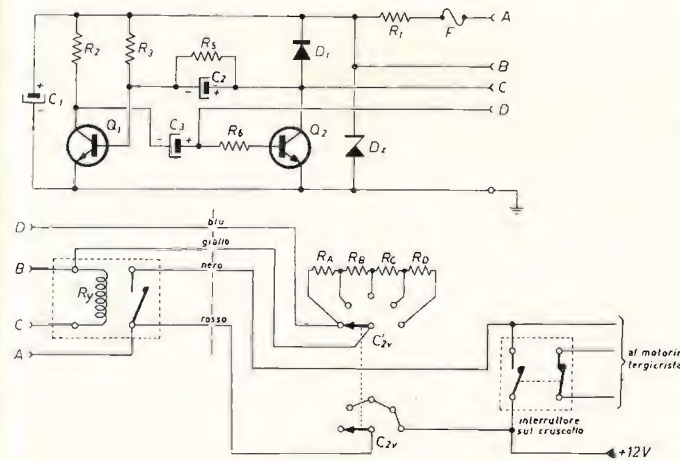 R2
R3
R5
C2
D1
R1
F
A
B
C
D
C1
Q1
C3
R6
Q2
Dz
D
B
C
A
Ry
blu
giallo
nero
rosso
RA RB RC RD
C'2v
C2v
interruttore
sul cruscotto
al motorino
tergicrista
+12V